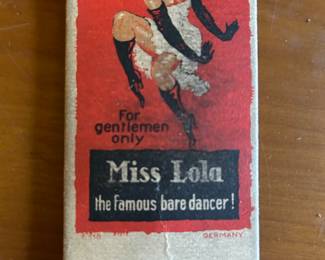 For
gentlemen
only
Miss Lola
the famous bare dancer!
GERMANY